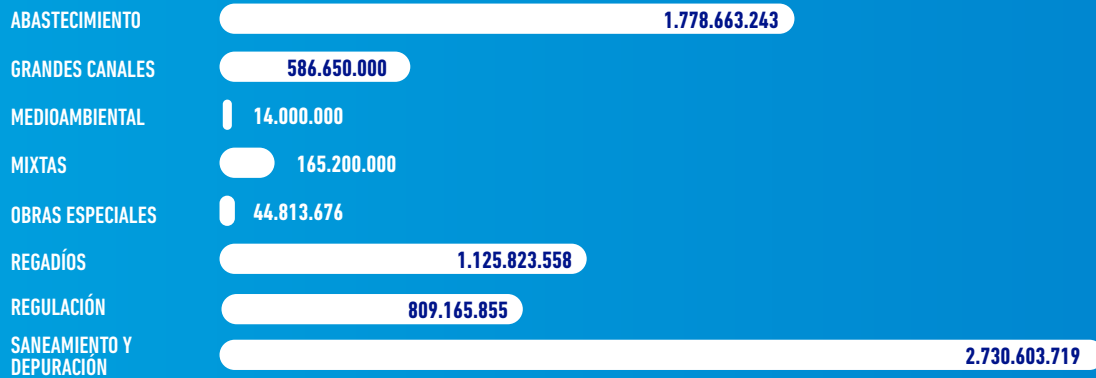 ABASTECIMIENTO 1.778.663.243
GRANDES CANALES 586.650.000
MEDIOAMBIENTAL 14.000.000
MIXTAS 165.200.000
OBRAS ESPECIALES 44.813.676
REGADÍOS 1.125.823.558
REGULACIÓN 809.165.855
SANEAMIENTO Y
DEPURACIÓN 2.730.603.719